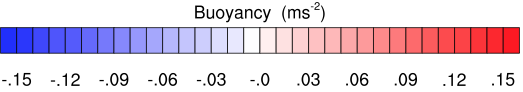 Buoyancy (ms⁻²)
-.15 -.12 -.09 -.06 -.03 -.0 .03 .06 .09 .12 .15